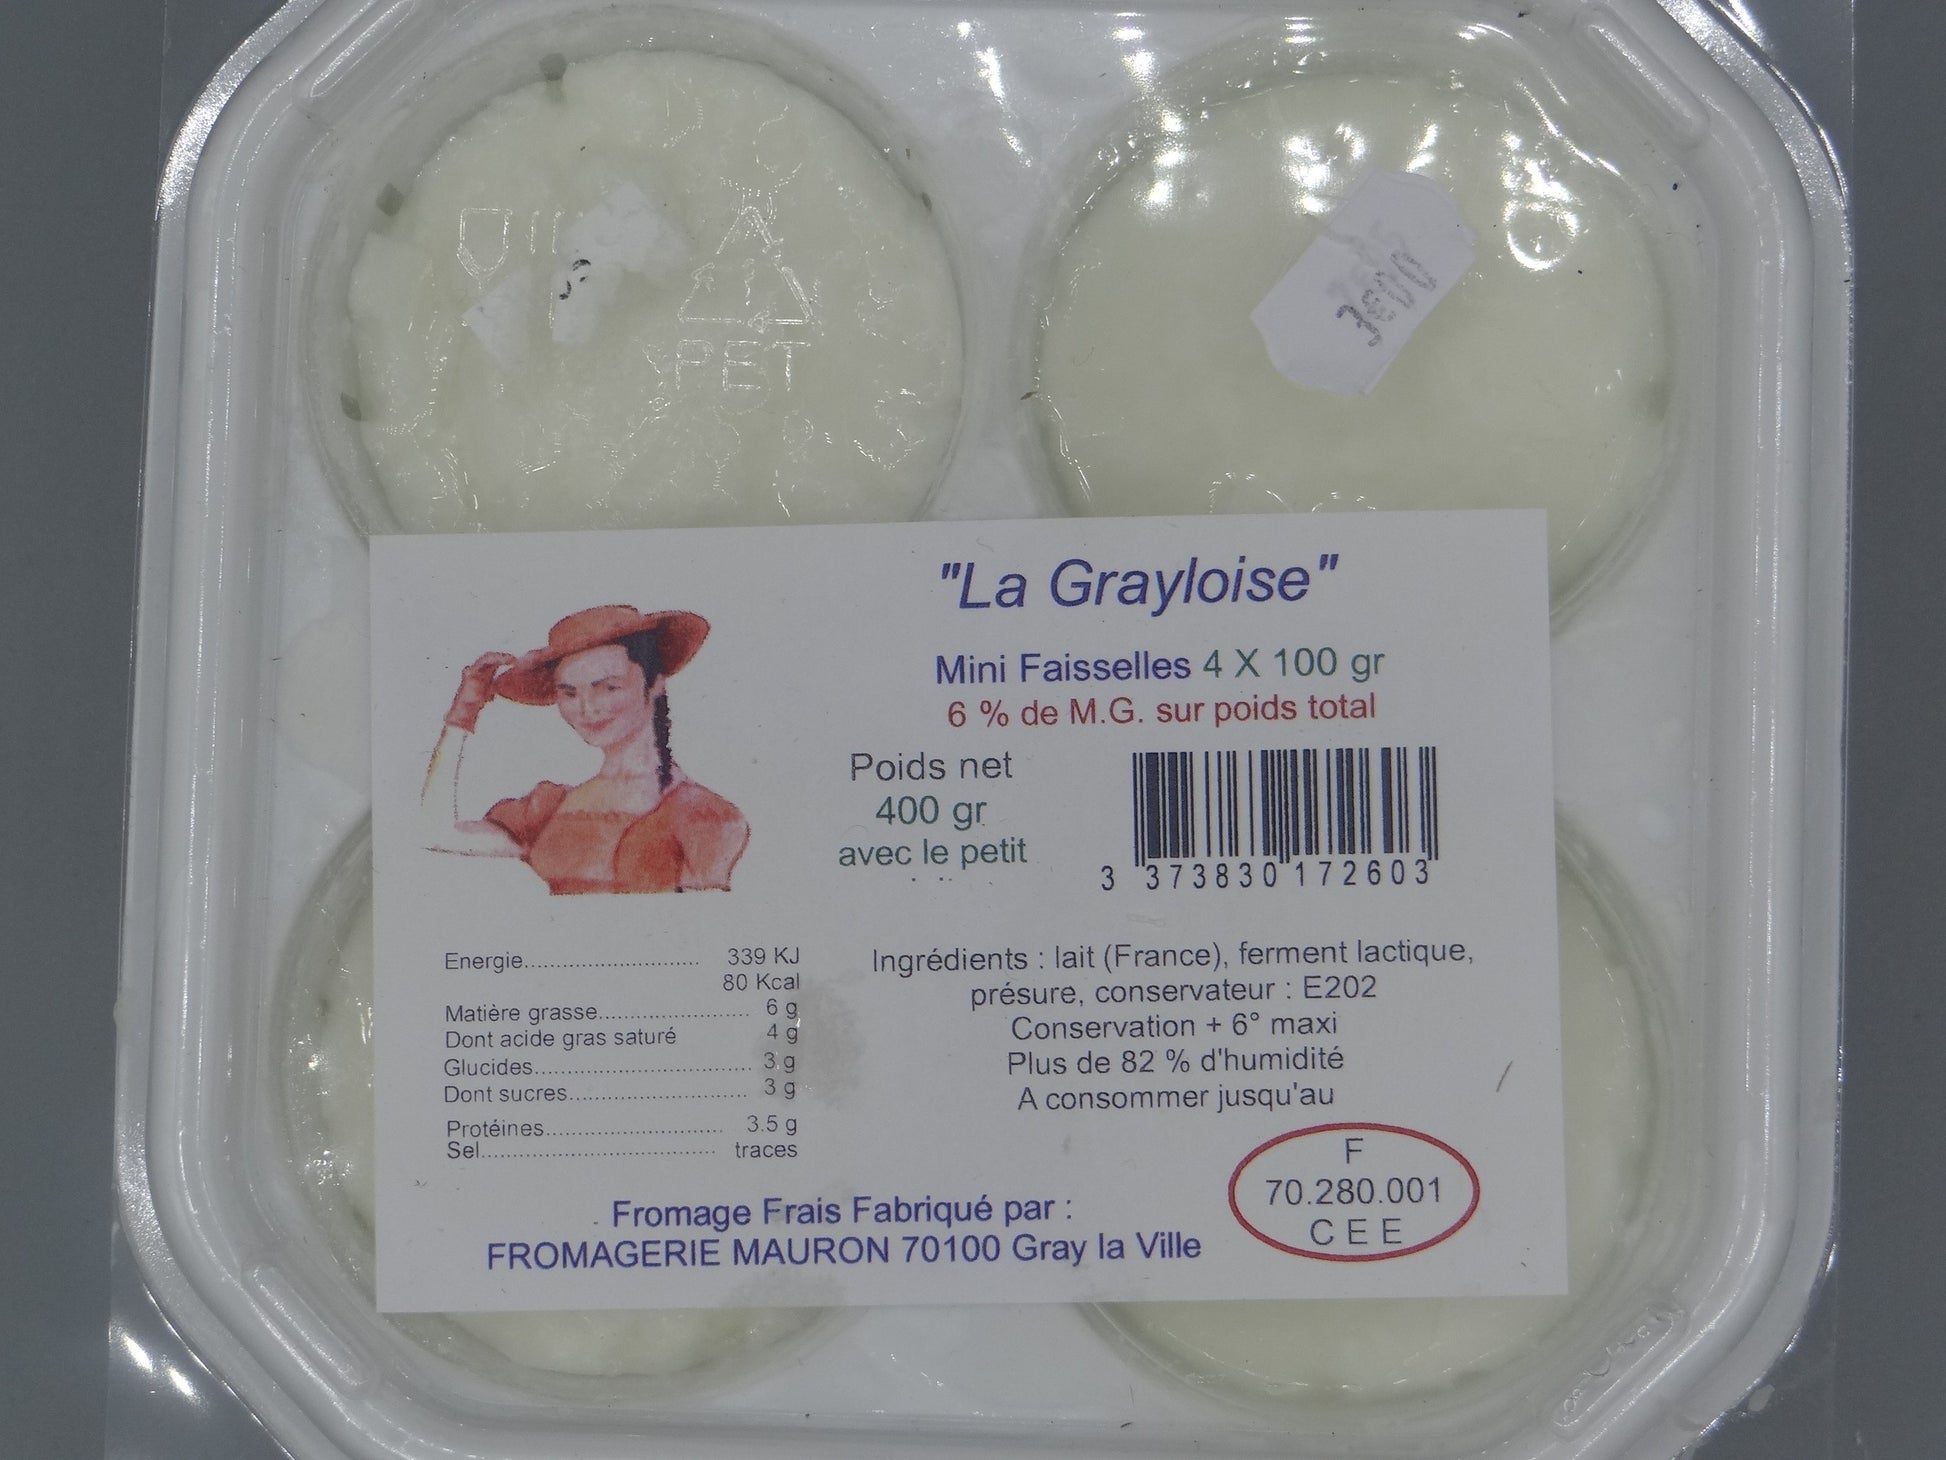 PET
"La Grayloise"
Mini Faisselles 4 X 100 gr
6 % de M.G. sur poids total
Poids net
400 gr
avec le petit
3 373830 172603
Energie............................ 339 KJ
80 Kcal
Matière grasse........................ 6 g
Dont acide gras saturé 4 g
Glucides.................................. 3 g
Dont sucres............................ 3 g
Protéines............................ 3.5 g
Sel.................................... traces
Ingrédients : lait (France), ferment lactique,
présure, conservateur : E202
Conservation + 6° maxi
Plus de 82 % d'humidité
A consommer jusqu'au
F
70.280.001
C E E
Fromage Frais Fabriqué par :
FROMAGERIE MAURON 70100 Gray la Ville